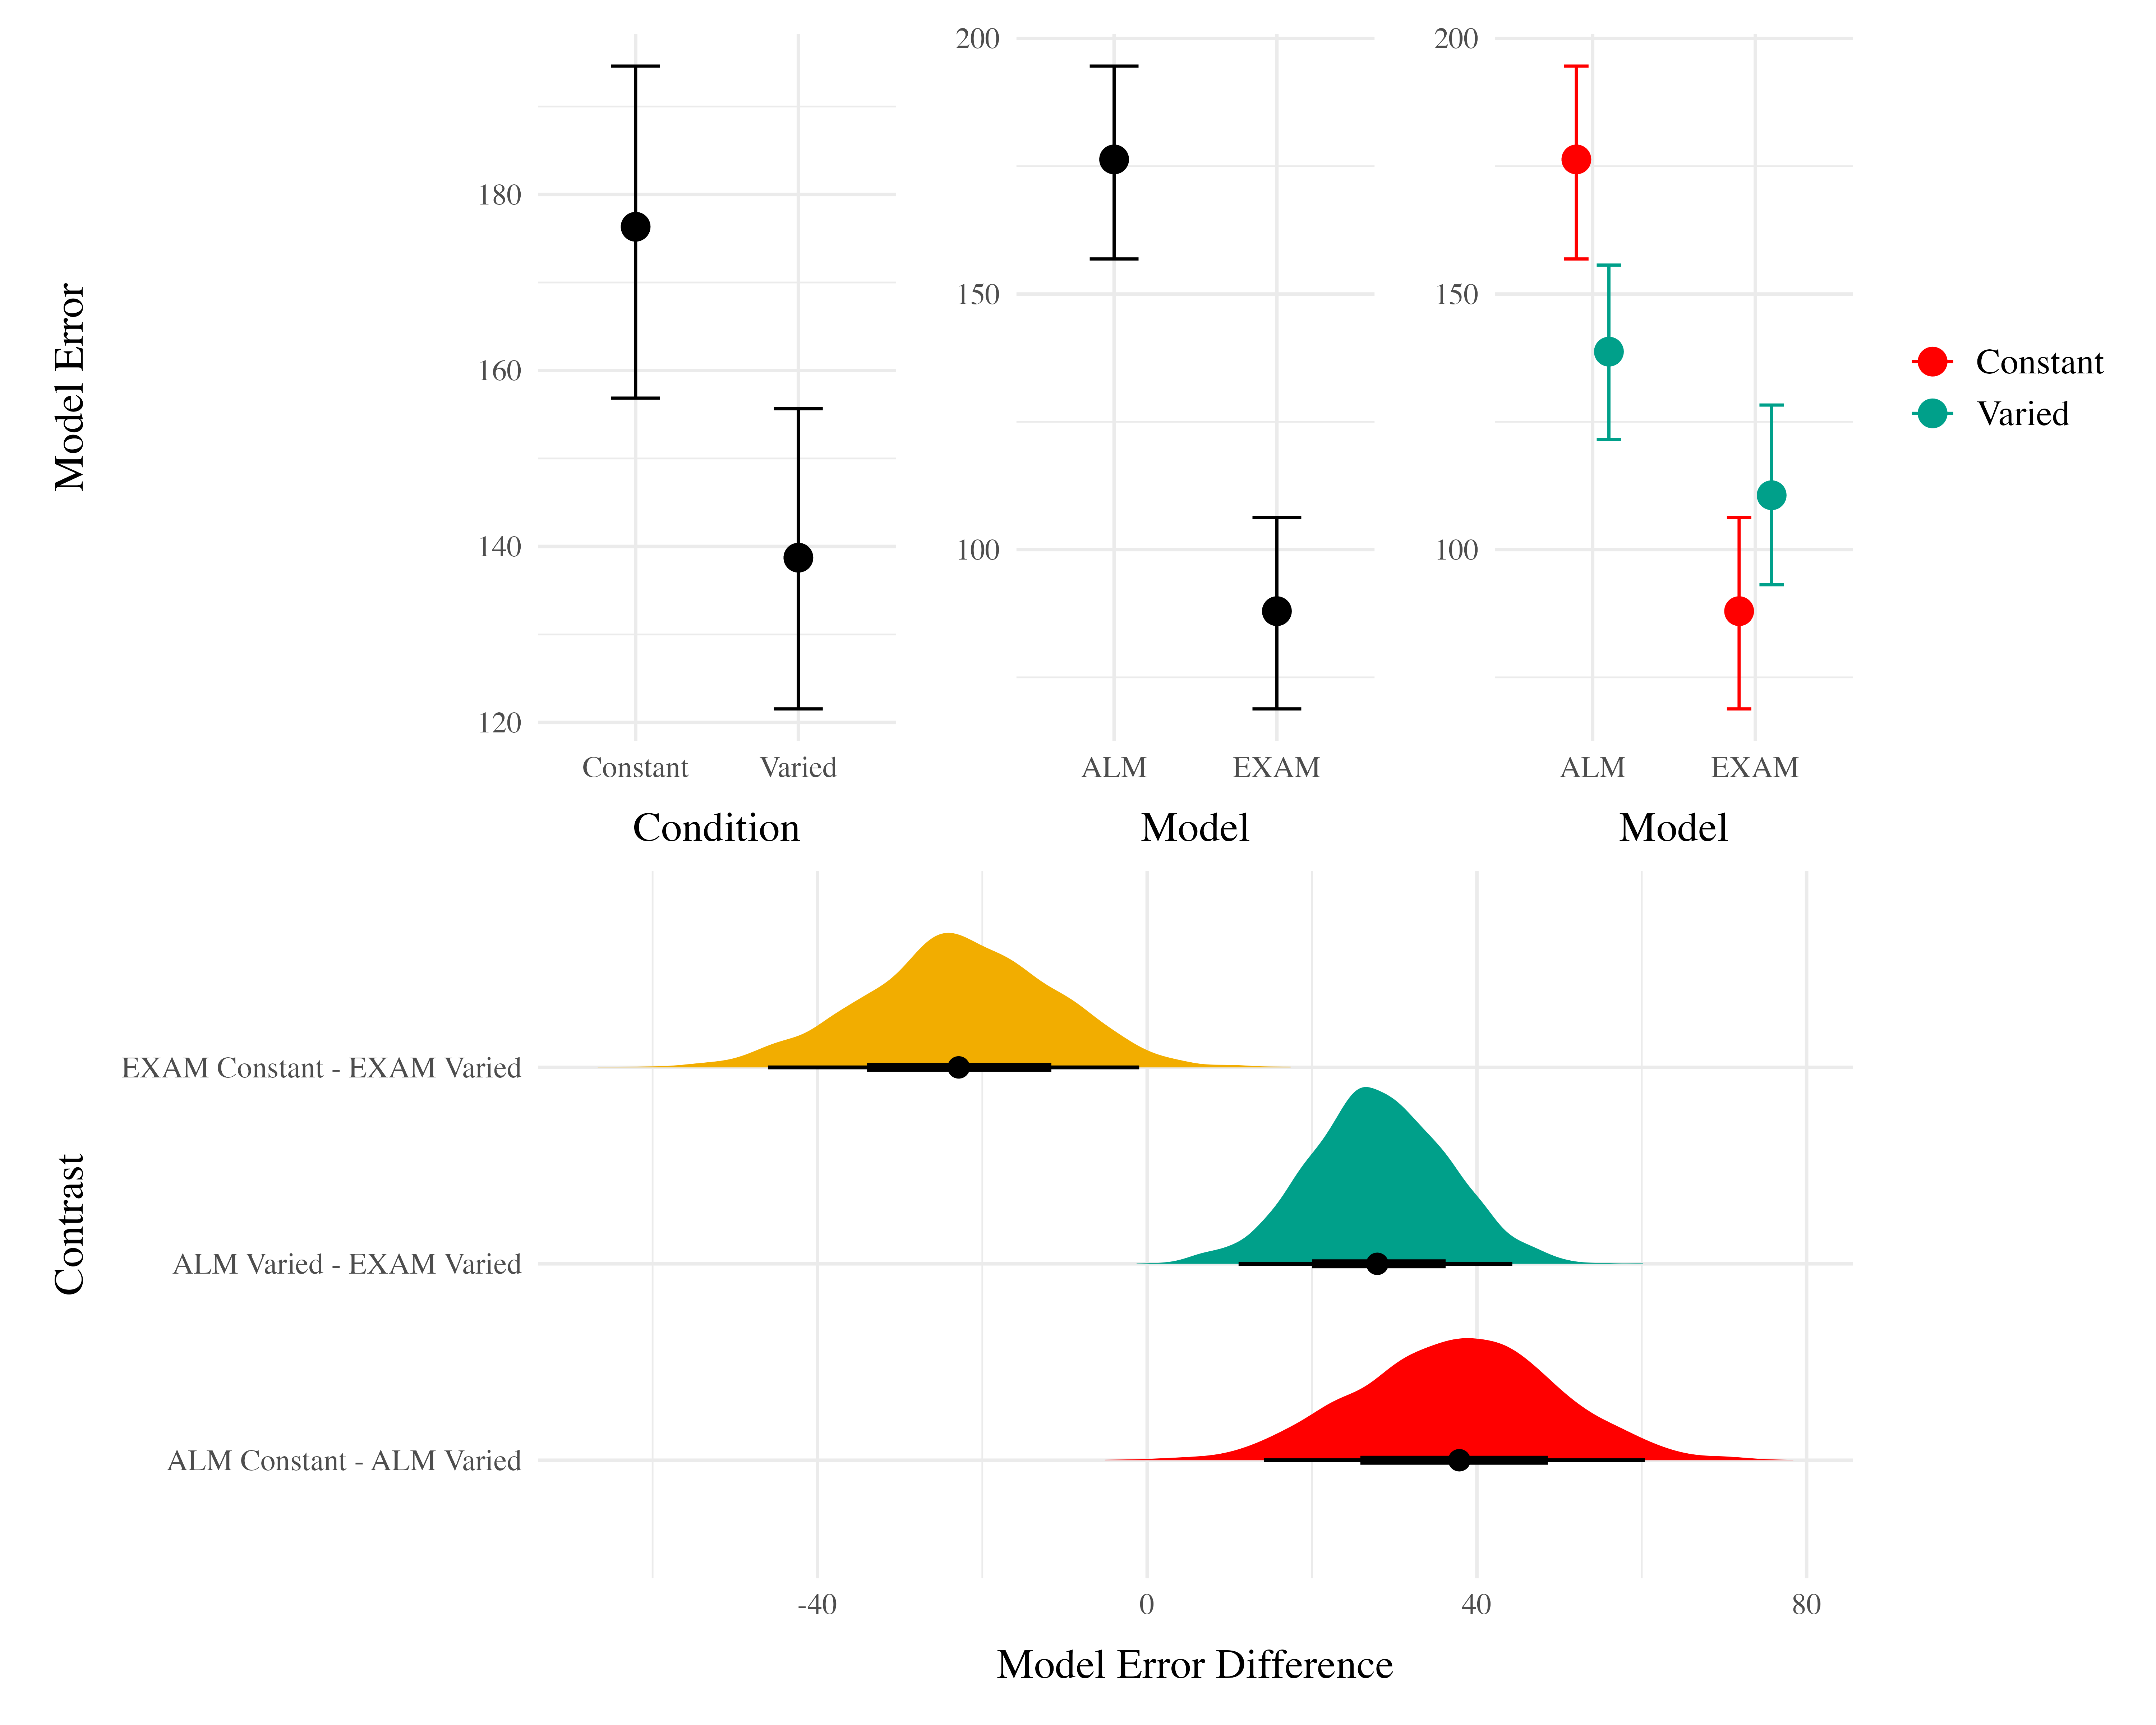 Model Error
180
160
140
120
Constant
Varied
Condition
200
150
100
ALM
EXAM
Model
200
150
100
ALM
EXAM
Model
Constant
Varied
Contrast
EXAM Constant - EXAM Varied
ALM Varied - EXAM Varied
ALM Constant - ALM Varied
-40
0
40
80
Model Error Difference